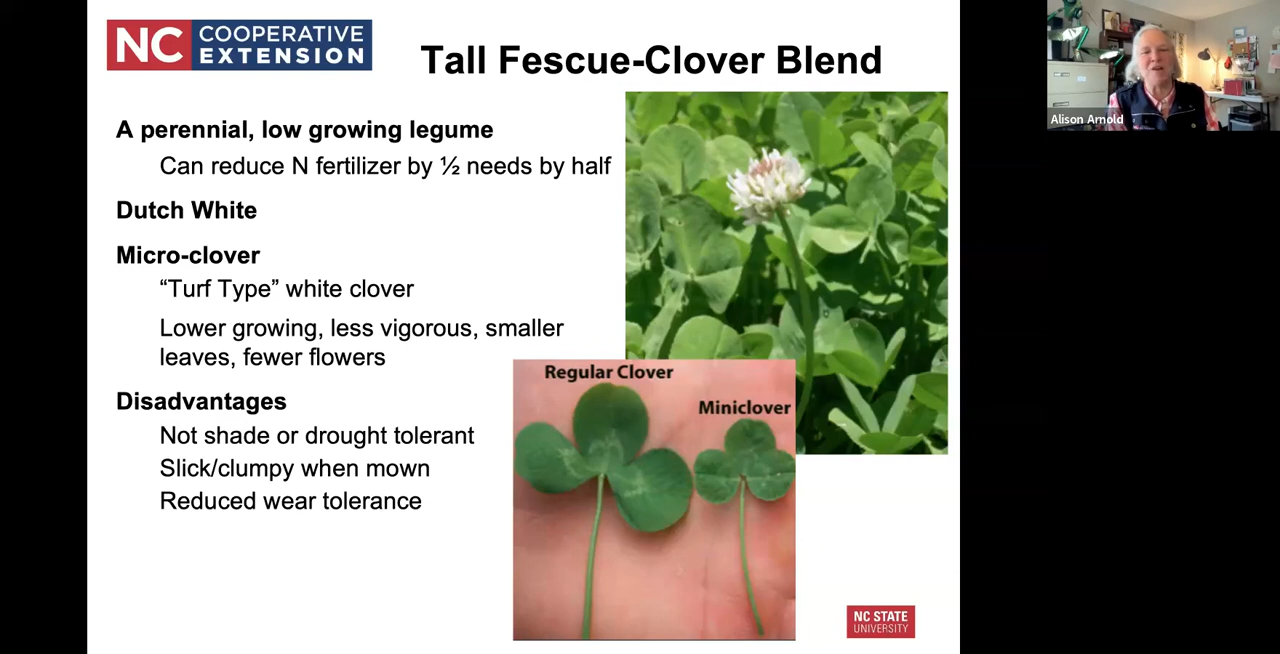 NC COOPERATIVE
EXTENSION
Tall Fescue-Clover Blend
A perennial, low growing legume
Can reduce N fertilizer by ½ needs by half
Dutch White
Micro-clover
“Turf Type” white clover
Lower growing, less vigorous, smaller
leaves, fewer flowers
Disadvantages
Not shade or drought tolerant
Slick/clumpy when mown
Reduced wear tolerance
Regular Clover
Miniclover
NC STATE
UNIVERSITY
Alison Arnold